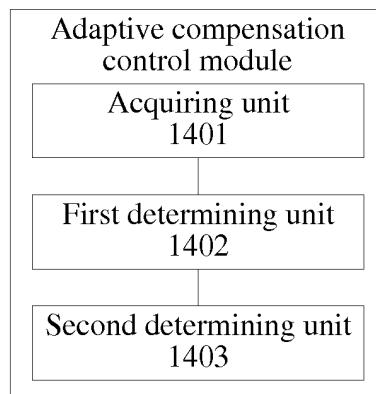 Adaptive compensation
control module
Acquiring unit
1401
First determining unit
1402
Second determining unit
1403